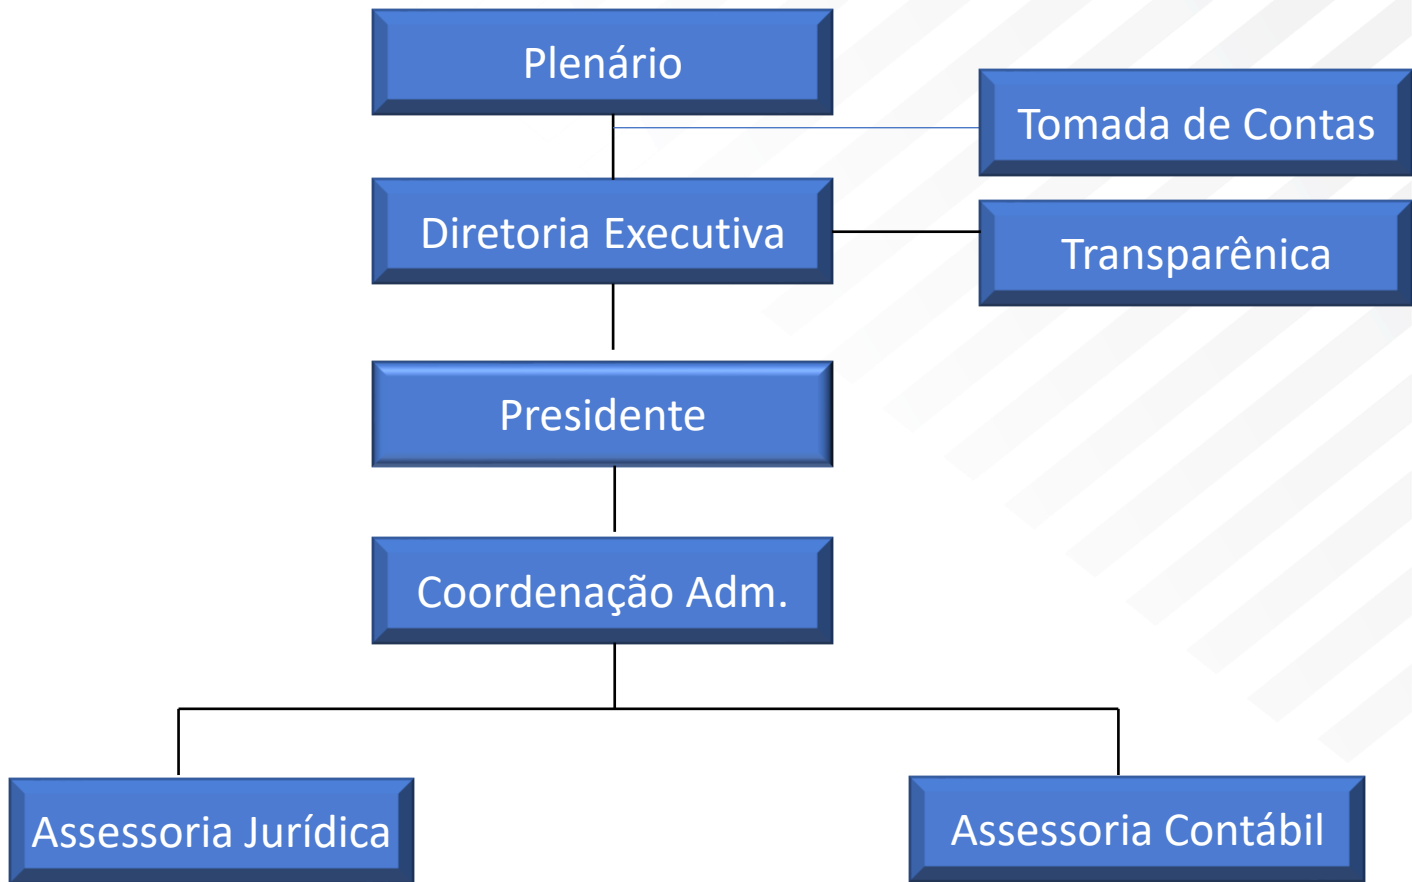 Plenário
Tomada de Contas
Diretoria Executiva
Transparênica
Presidente
Coordenação Adm.
Assessoria Jurídica
Assessoria Contábil